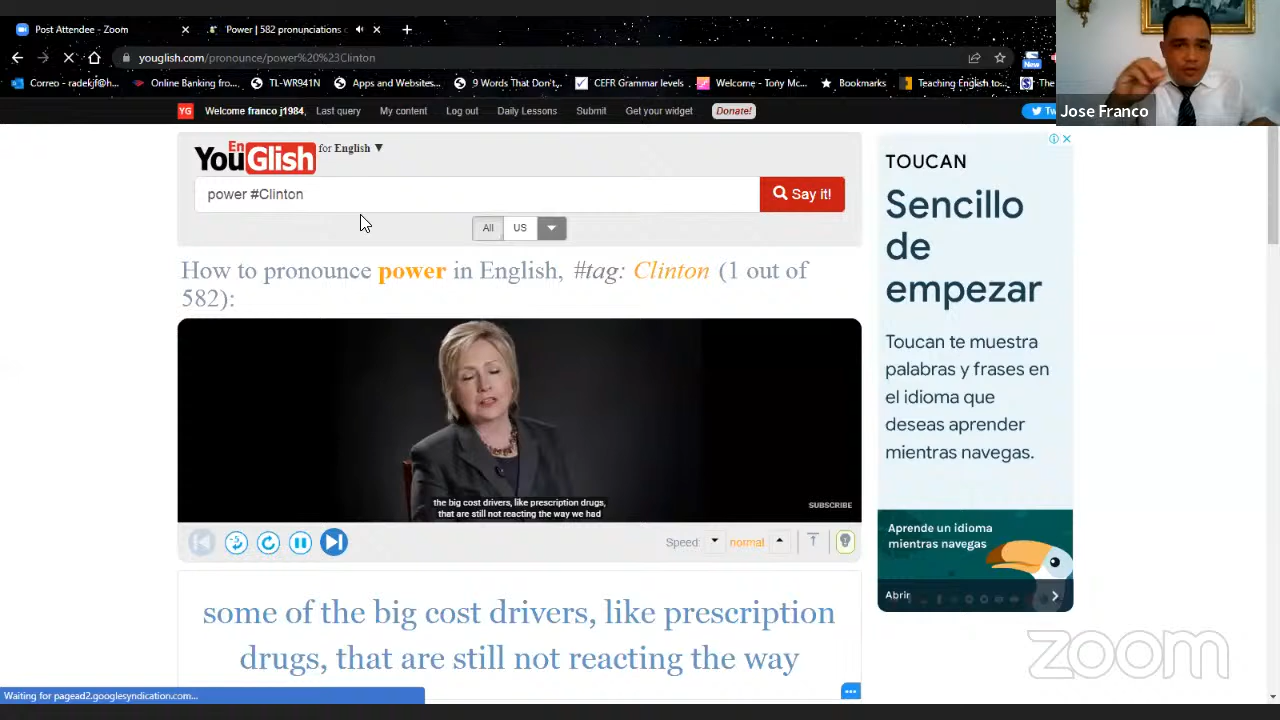 Post Attendee - Zoom
Power | 582 pronunciations
youglish.com/pronounce/power%20%23Clinton
New
Correo - radekjf@h...
Online Banking fro...
TL-WR941N
Apps and Websites...
9 Words That Don't...
CEFR Grammar levels
Welcome - Tony Mc...
Bookmarks
Teaching English to...
The
YG
Welcome franco j1984,
Last query
My content
Log out
Daily Lessons
Submit
Get your widget
Donate!
Tw
Jose Franco
YouGlish
En
for English ▼
power #Clinton
Say it!
All
US
How to pronounce power in English, #tag: Clinton (1 out of
582):
the big cost drivers, like prescription drugs,
that are still not reacting the way we had
SUBSCRIBE
Speed:
normal
some of the big cost drivers, like prescription
drugs, that are still not reacting the way
TOUCAN
Sencillo
de
empezar
Toucan te muestra
palabras y frases en
el idioma que
deseas aprender
mientras navegas.
Aprende un idioma
mientras navegas
Abrir
zoom
Waiting for pagead2.googlesyndication.com...